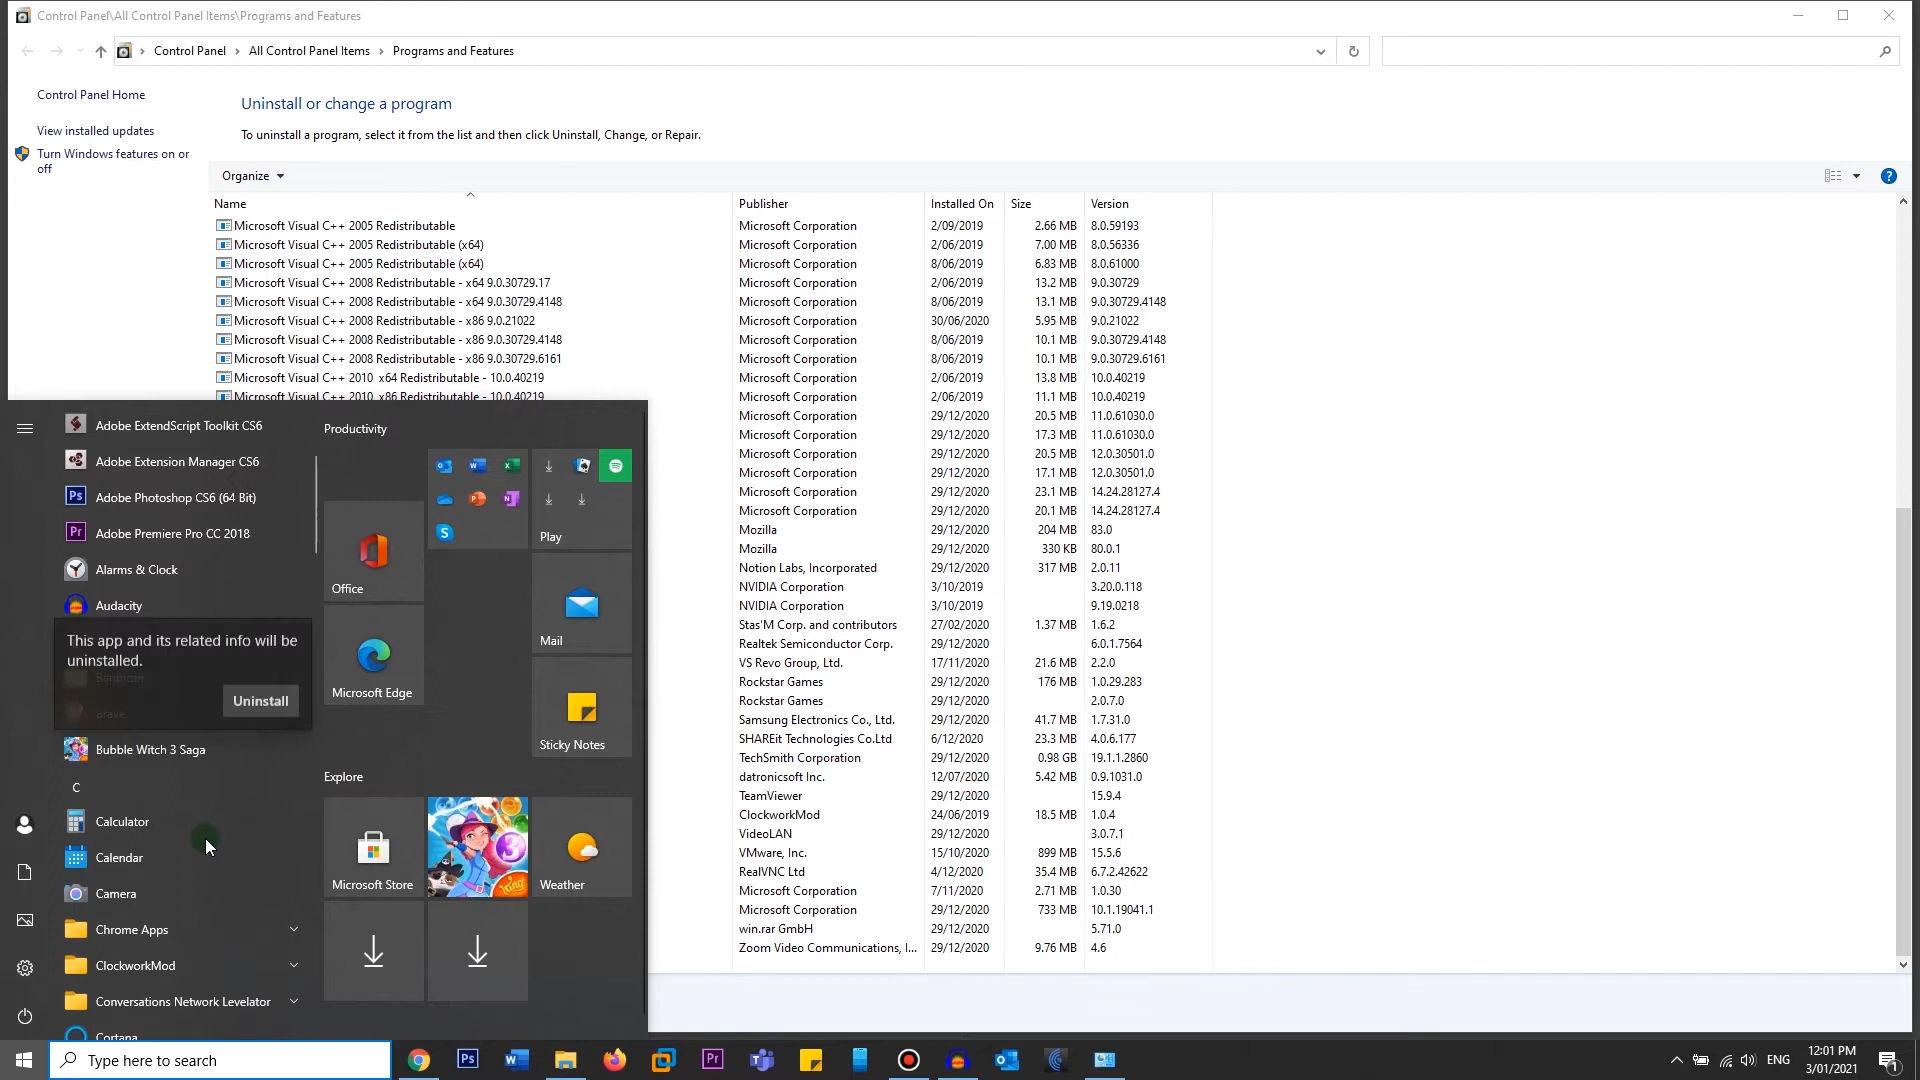 Control Panel\All Control Panel Items\Programs and Features
Control Panel > All Control Panel Items > Programs and Features
Control Panel Home
View installed updates
Turn Windows features on or
off
Uninstall or change a program
To uninstall a program, select it from the list and then click Uninstall, Change, or Repair.
Organize
Name Publisher Installed On Size Version
Microsoft Visual C++ 2005 Redistributable Microsoft Corporation 2/09/2019 2.66 MB 8.0.59193
Microsoft Visual C++ 2005 Redistributable (x64) Microsoft Corporation 2/06/2019 7.00 MB 8.0.56336
Microsoft Visual C++ 2005 Redistributable (x64) Microsoft Corporation 8/06/2019 6.83 MB 8.0.61000
Microsoft Visual C++ 2008 Redistributable - x64 9.0.30729.17 Microsoft Corporation 2/06/2019 13.2 MB 9.0.30729
Microsoft Visual C++ 2008 Redistributable - x64 9.0.30729.4148 Microsoft Corporation 8/06/2019 13.1 MB 9.0.30729.4148
Microsoft Visual C++ 2008 Redistributable - x86 9.0.21022 Microsoft Corporation 30/06/2020 5.95 MB 9.0.21022
Microsoft Visual C++ 2008 Redistributable - x86 9.0.30729.4148 Microsoft Corporation 8/06/2019 10.1 MB 9.0.30729.4148
Microsoft Visual C++ 2008 Redistributable - x86 9.0.30729.6161 Microsoft Corporation 8/06/2019 10.1 MB 9.0.30729.6161
Microsoft Visual C++ 2010 x64 Redistributable - 10.0.40219 Microsoft Corporation 2/06/2019 13.8 MB 10.0.40219
Microsoft Visual C++ 2010 x86 Redistributable - 10.0.40219 Microsoft Corporation 2/06/2019 11.1 MB 10.0.40219
Microsoft Corporation 29/12/2020 20.5 MB 11.0.61030.0
Microsoft Corporation 29/12/2020 17.3 MB 11.0.61030.0
Microsoft Corporation 29/12/2020 20.5 MB 12.0.30501.0
Microsoft Corporation 29/12/2020 17.1 MB 12.0.30501.0
Microsoft Corporation 29/12/2020 23.1 MB 14.24.28127.4
Microsoft Corporation 29/12/2020 20.1 MB 14.24.28127.4
Mozilla 29/12/2020 204 MB 83.0
Mozilla 29/12/2020 330 KB 80.0.1
Notion Labs, Incorporated 29/12/2020 317 MB 2.0.11
NVIDIA Corporation 3/10/2019 3.20.0.118
NVIDIA Corporation 3/10/2019 9.19.0218
Stas'M Corp. and contributors 27/02/2020 1.37 MB 1.6.2
Realtek Semiconductor Corp. 29/12/2020 6.0.1.7564
VS Revo Group, Ltd. 17/11/2020 21.6 MB 2.2.0
Rockstar Games 29/12/2020 176 MB 1.0.29.283
Rockstar Games 29/12/2020 2.0.7.0
Samsung Electronics Co., Ltd. 29/12/2020 41.7 MB 1.7.31.0
SHAREit Technologies Co.Ltd 6/12/2020 23.3 MB 4.0.6.177
TechSmith Corporation 29/12/2020 0.98 GB 19.1.1.2860
datronicsoft Inc. 12/07/2020 5.42 MB 0.9.1031.0
TeamViewer 29/12/2020 15.9.4
ClockworkMod 24/06/2019 18.5 MB 1.0.4
VideoLAN 29/12/2020 3.0.7.1
VMware, Inc. 15/10/2020 899 MB 15.5.6
RealVNC Ltd 4/12/2020 35.4 MB 6.7.2.42622
Microsoft Corporation 7/11/2020 2.71 MB 1.0.30
Microsoft Corporation 29/12/2020 733 MB 10.1.19041.1
win.rar GmbH 29/12/2020 5.71.0
Zoom Video Communications, I... 29/12/2020 9.76 MB 4.6
Adobe ExtendScript Toolkit CS6
Adobe Extension Manager CS6
Adobe Photoshop CS6 (64 Bit)
Adobe Premiere Pro CC 2018
Alarms & Clock
Audacity
This app and its related info will be
uninstalled.
Bandicam
Uninstall
Brave
Bubble Witch 3 Saga
C
Calculator
Calendar
Camera
Chrome Apps
ClockworkMod
Conversations Network Levelator
Cortana
Productivity
Play
Office
Mail
Microsoft Edge
Sticky Notes
Explore
Microsoft Store
3
King
Weather
Type here to search
ENG
12:01 PM
3/01/2021
1